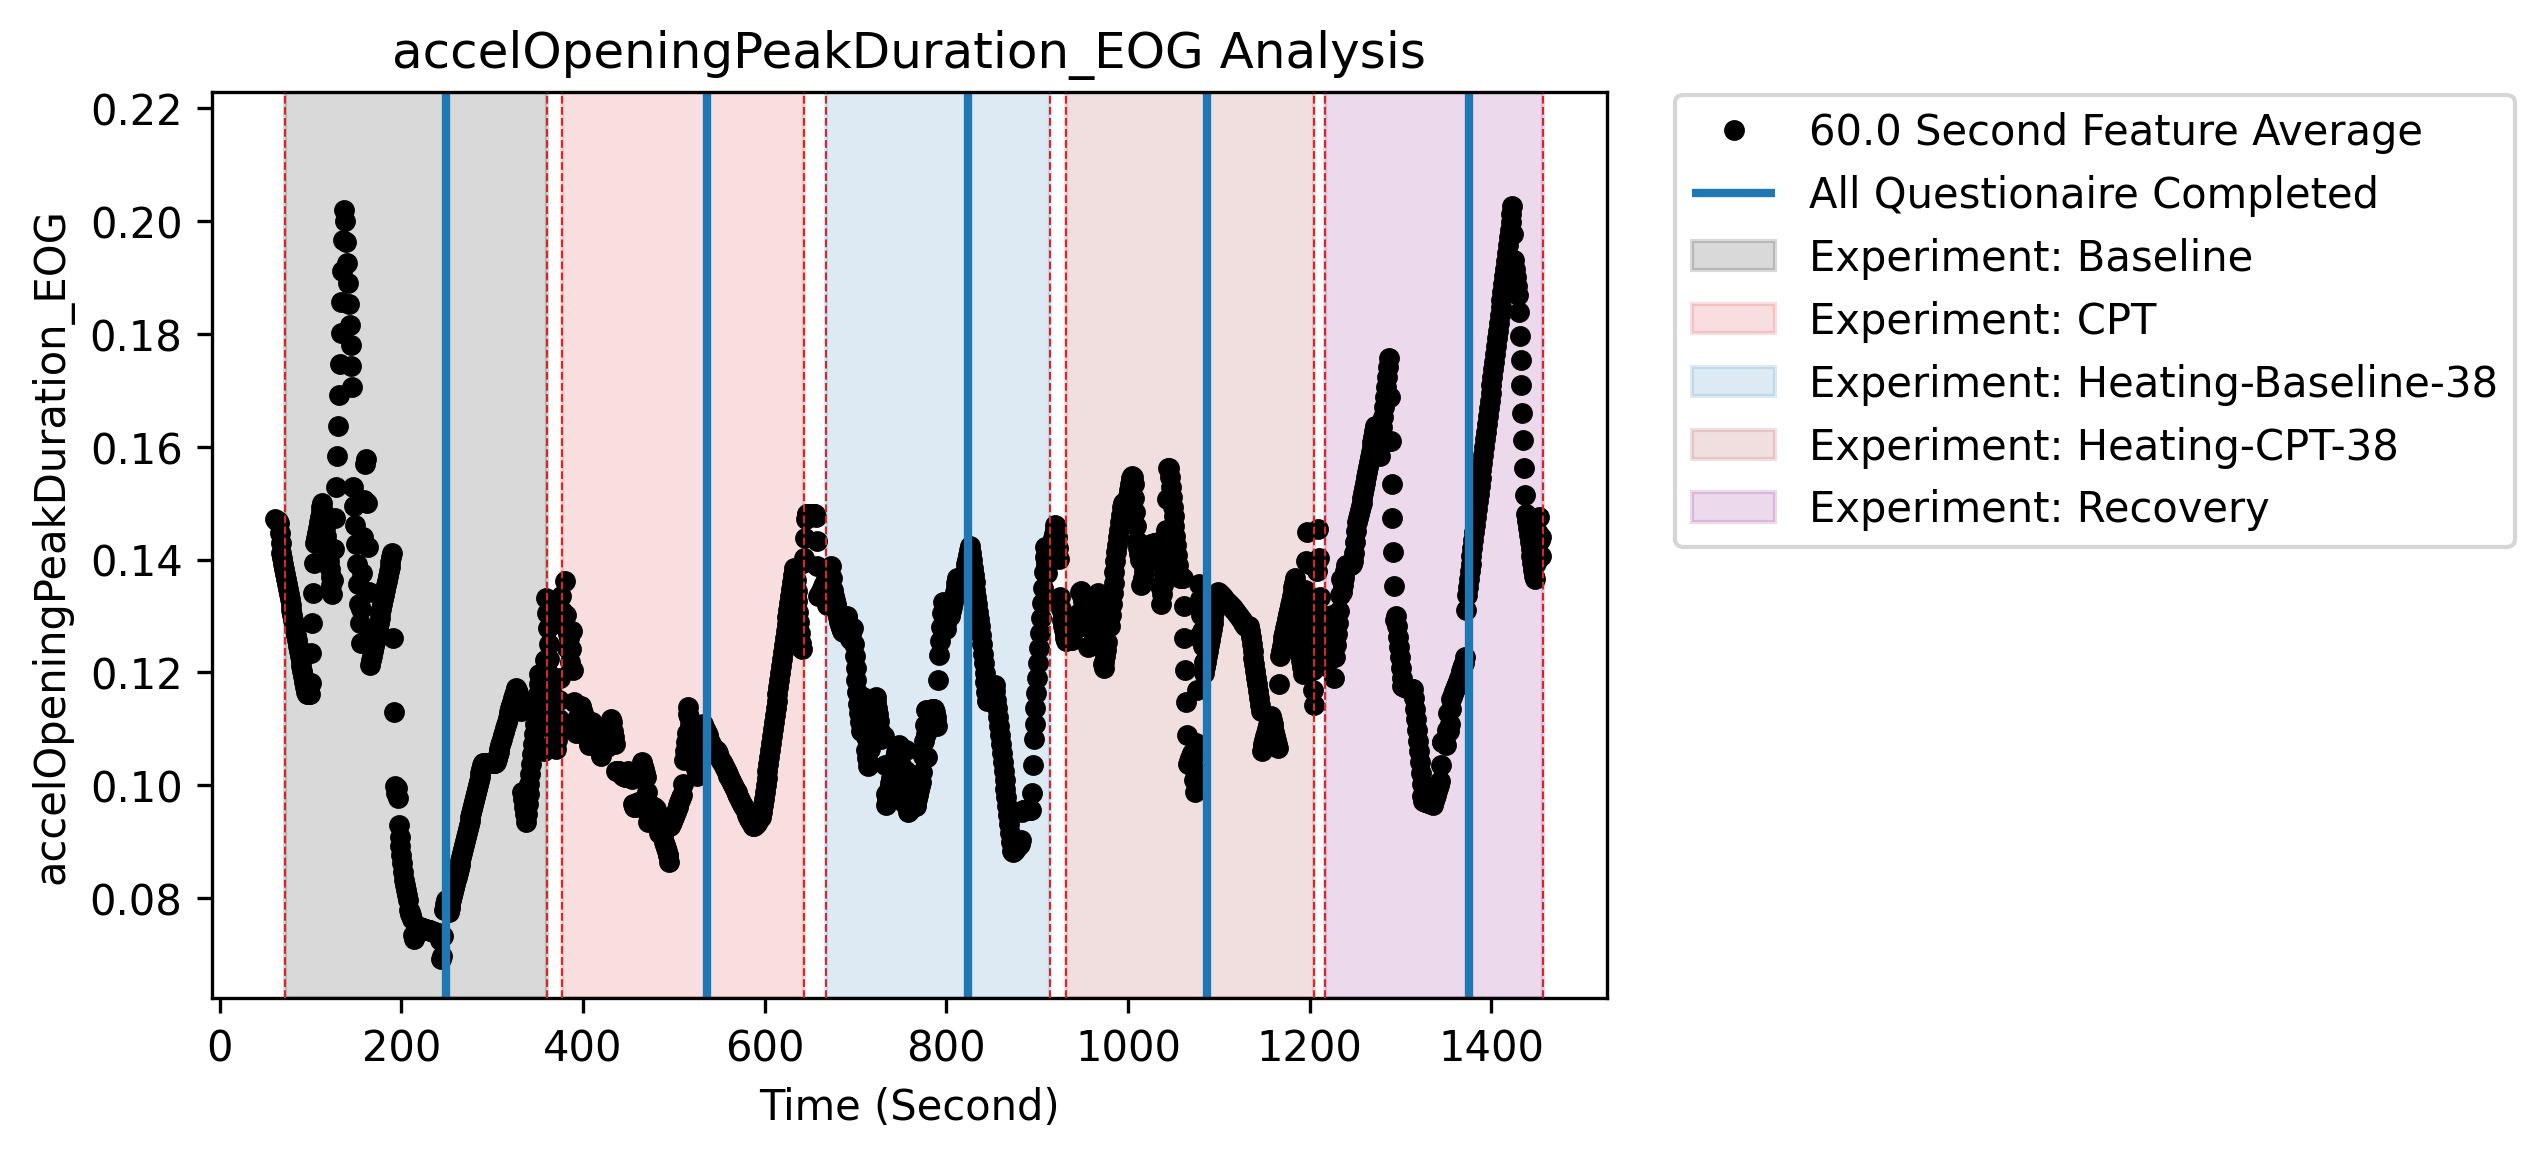 accelOpeningPeakDuration_EOG Analysis
accelOpeningPeakDuration_EOG
0.22
0.20
0.18
0.16
0.14
0.12
0.10
0.08
0
200
400
600
800
1000
1200
1400
Time (Second)
60.0 Second Feature Average
All Questionaire Completed
Experiment: Baseline
Experiment: CPT
Experiment: Heating-Baseline-38
Experiment: Heating-CPT-38
Experiment: Recovery